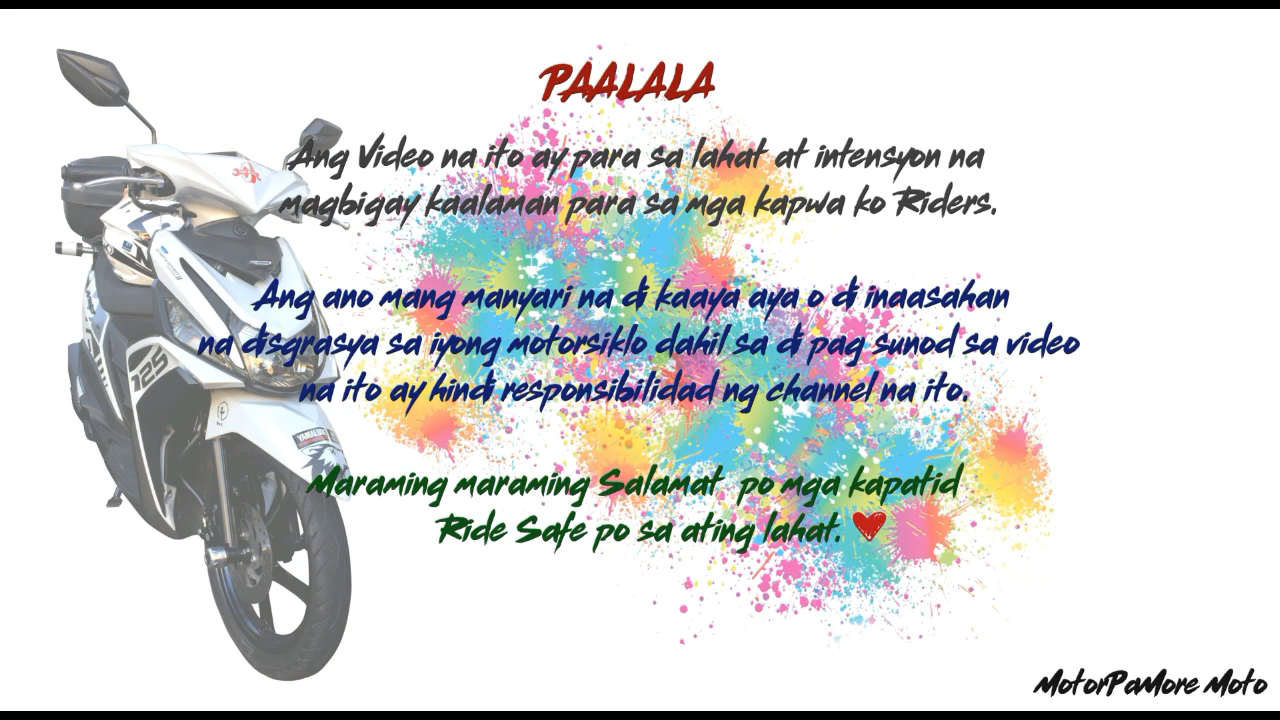 PAALALA
Ang Video na ito ay para sa lahat at intensyon na
magbigay kaalaman para sa mga kapwa ko Riders.
Ang ano mang manyari na di kaaya aya o di inaasahan
na disgrasya sa iyong motorsiklo dahil sa di pag sunod sa video
na ito ay hindi responsibilidad ng channel na ito.
Maraming maraming Salamat po mga kapatid
Ride Safe po sa ating lahat. ❤
125
MotorPaMore Moto